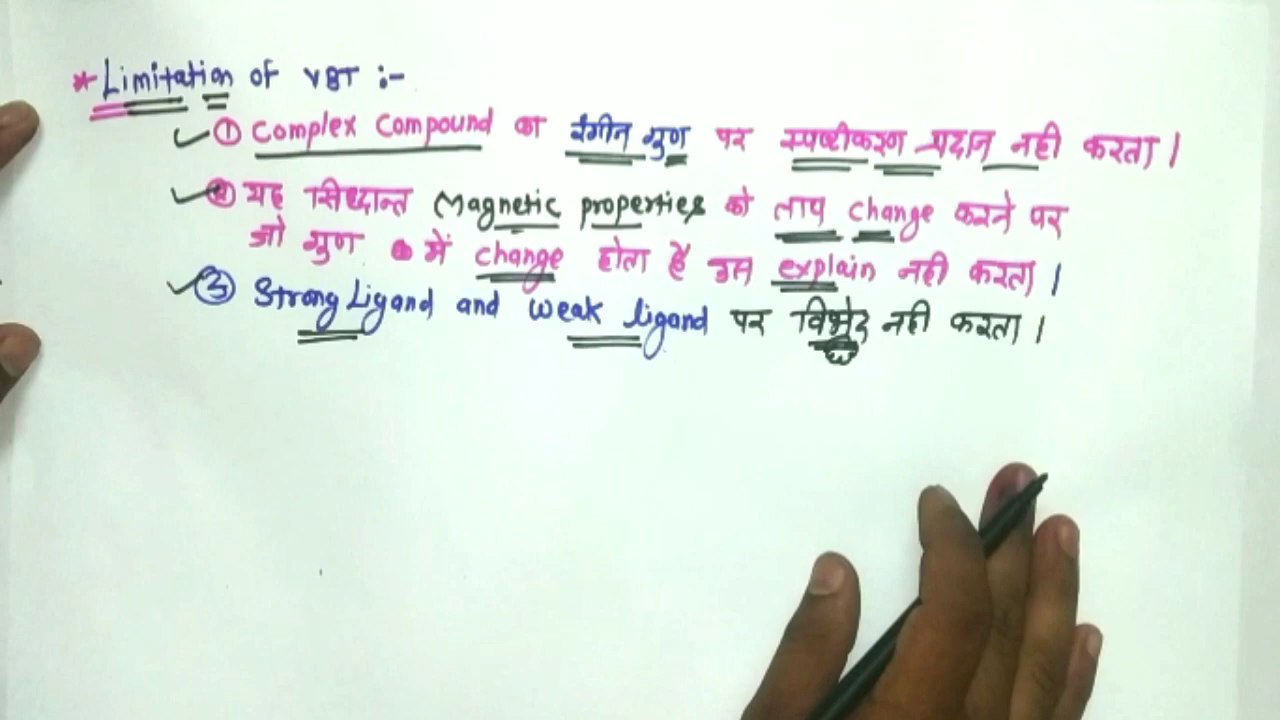 * Limitation of VBT :-
① Complex Compound का रंगीन गुण पर स्पष्टीकरण प्रदान नही करता।
② यह सिध्दान्त Magnetic properties को ताप change करने पर
जो गुण में change होता है उस explain नही करता।
③ Strong Ligand and weak ligand पर विभेद नही करता।